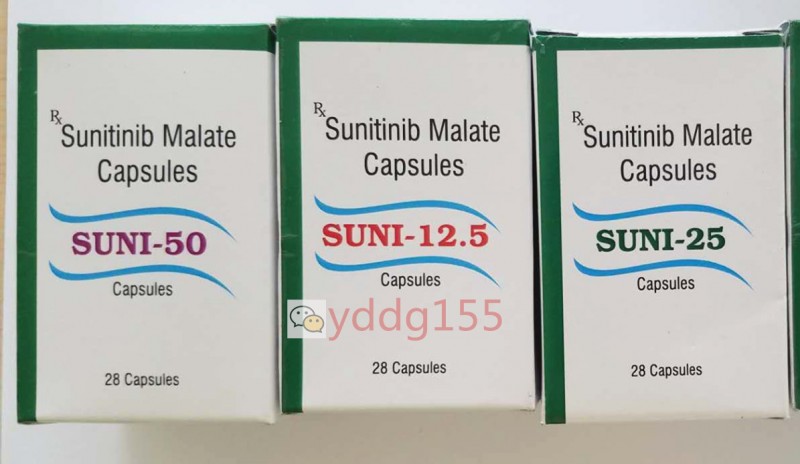 Rx
Sunitinib Malate
Capsules
SUNI-50
Capsules
28 Capsules
Rx
Sunitinib Malate
Capsules
SUNI-12.5
Capsules
yddg155
28 Capsules
Rx
Sunitinib Malate
Capsules
SUNI-25
Capsules
28 Capsules